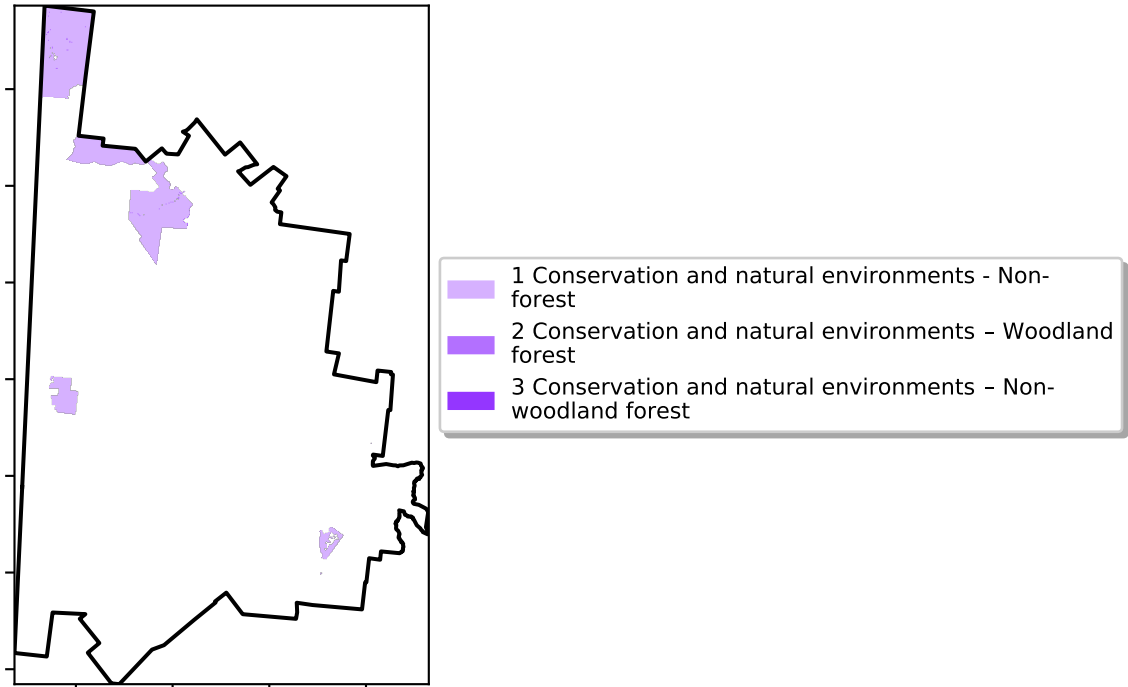 1 Conservation and natural environments - Non-
forest
2 Conservation and natural environments – Woodland
forest
3 Conservation and natural environments – Non-
woodland forest